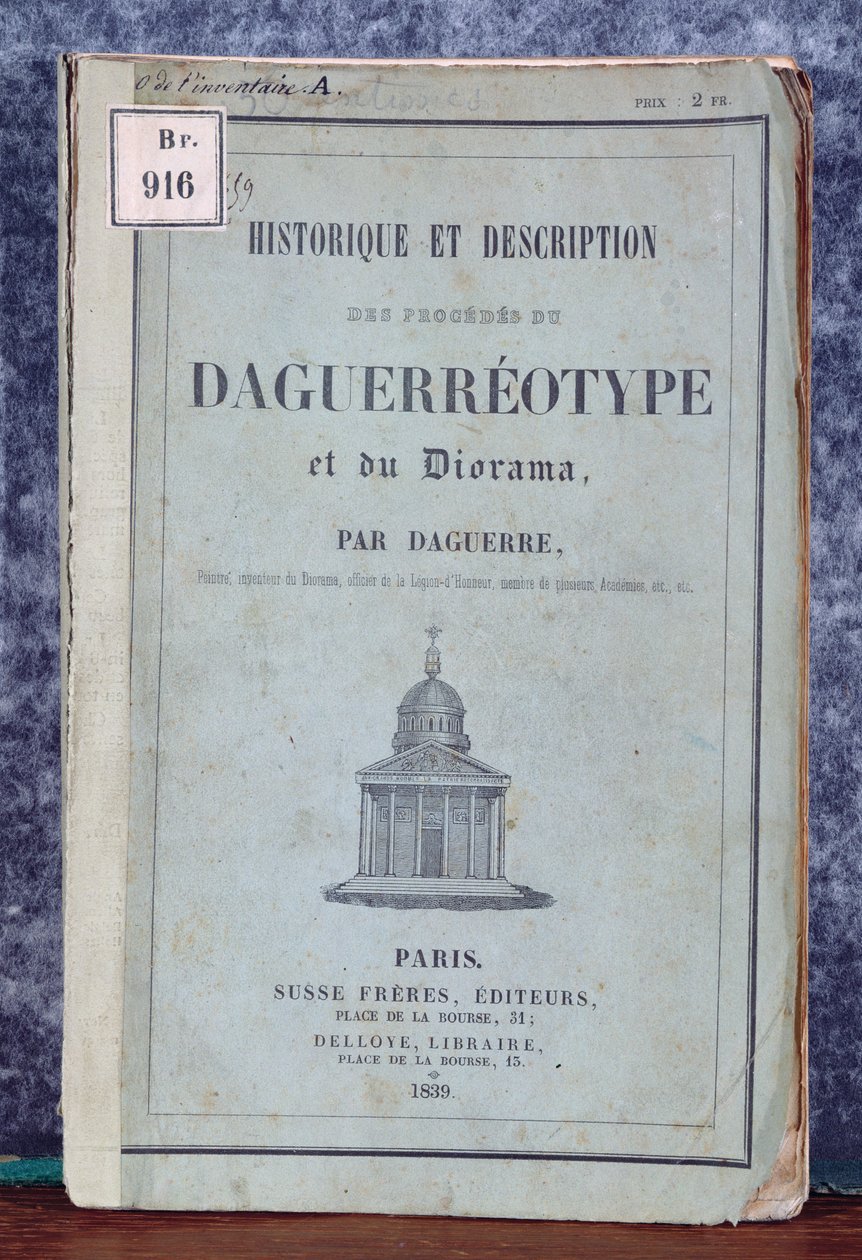 o de l'inventaire. A.
PRIX : 2 FR.
Br.
916
59
HISTORIQUE ET DESCRIPTION
DES PROCÉDÉS DU
DAGUERRÉOTYPE
et du Diorama,
PAR DAGUERRE,
Peintre, inventeur du Diorama, officier de la Légion-d'Honneur, membre de plusieurs Académies, etc., etc.
PARIS.
SUSSE FRÈRES, ÉDITEURS,
PLACE DE LA BOURSE, 31;
DELLOYE, LIBRAIRE,
PLACE DE LA BOURSE, 13.
1839.